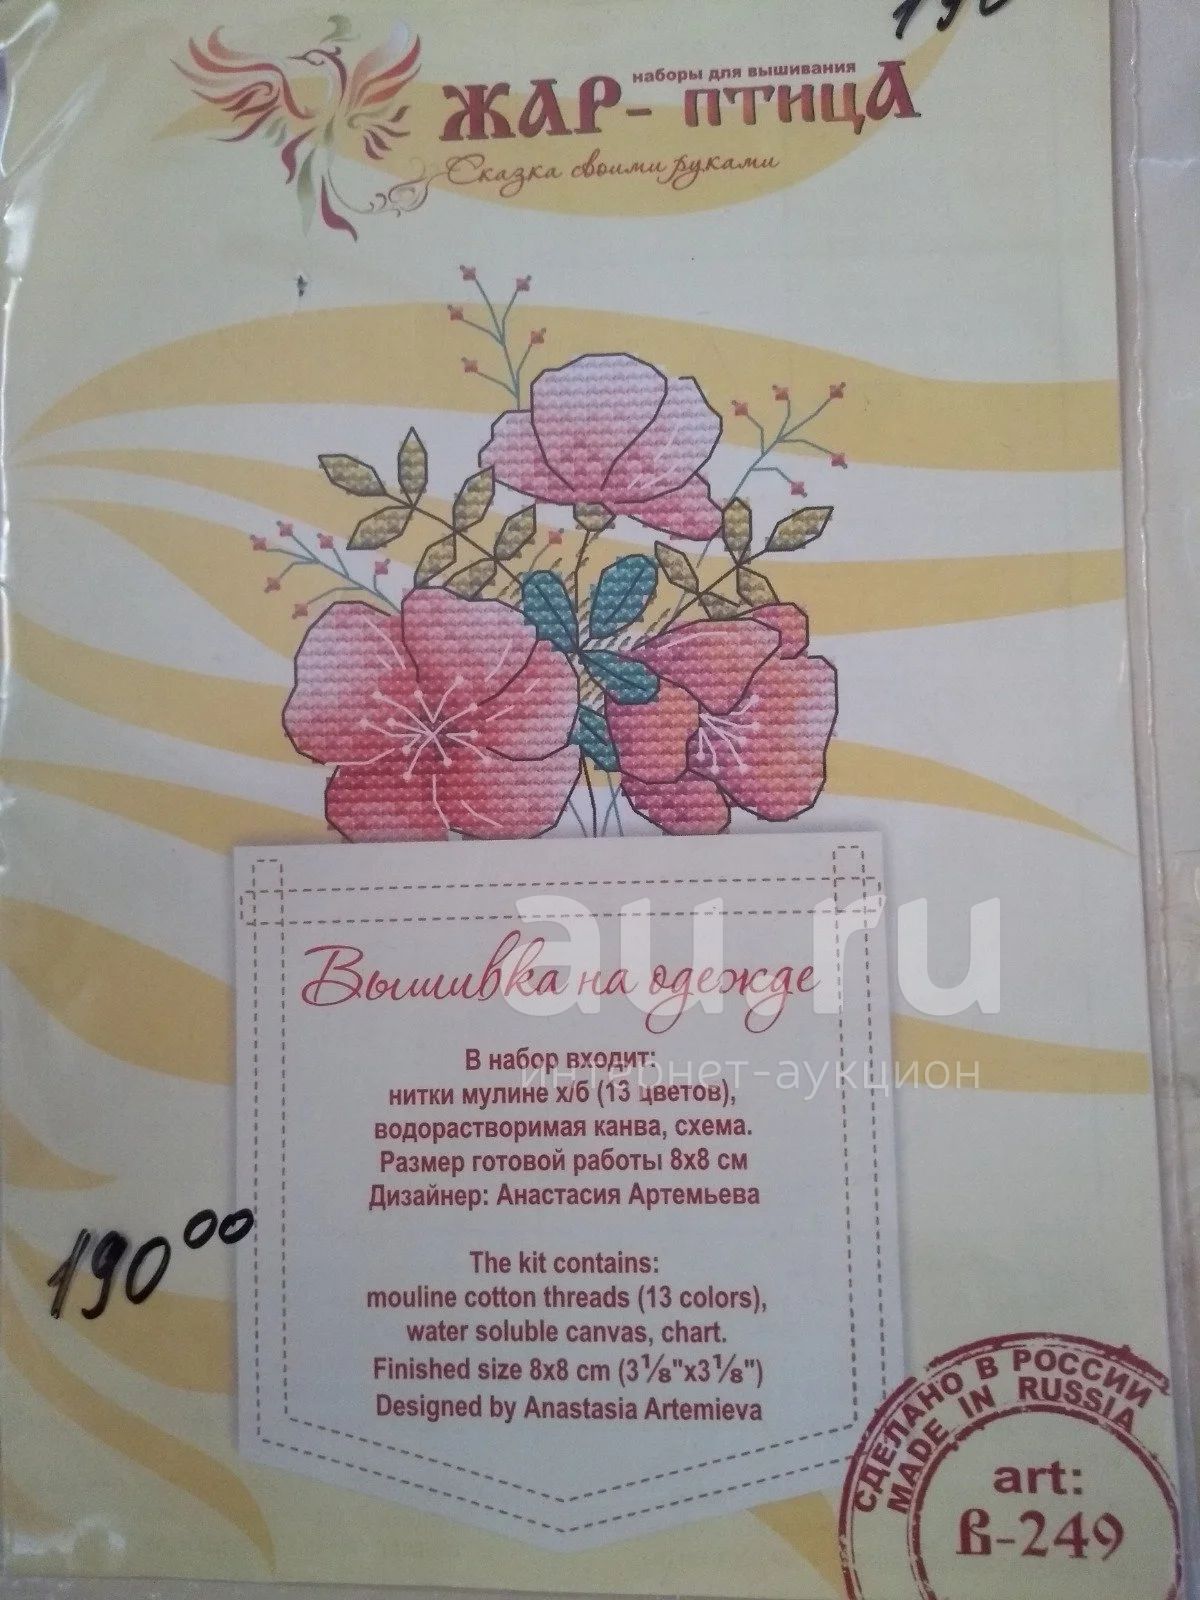 наборы для вышивания
ЖАР-ПТИЦА
Сказка своими руками
Вышивка на одежде
В набор входит:
нитки мулине х/б (13 цветов),
водорастворимая канва, схема.
Размер готовой работы 8х8 см
Дизайнер: Анастасия Артемьева
190⁰⁰
The kit contains:
mouline cotton threads (13 colors),
water soluble canvas, chart.
Finished size 8x8 cm (3⅛"x3⅛")
Designed by Anastasia Artemieva
СДЕЛАНО В РОССИИ
MADE IN RUSSIA
art:
В-249
au.ru
интернет-аукцион